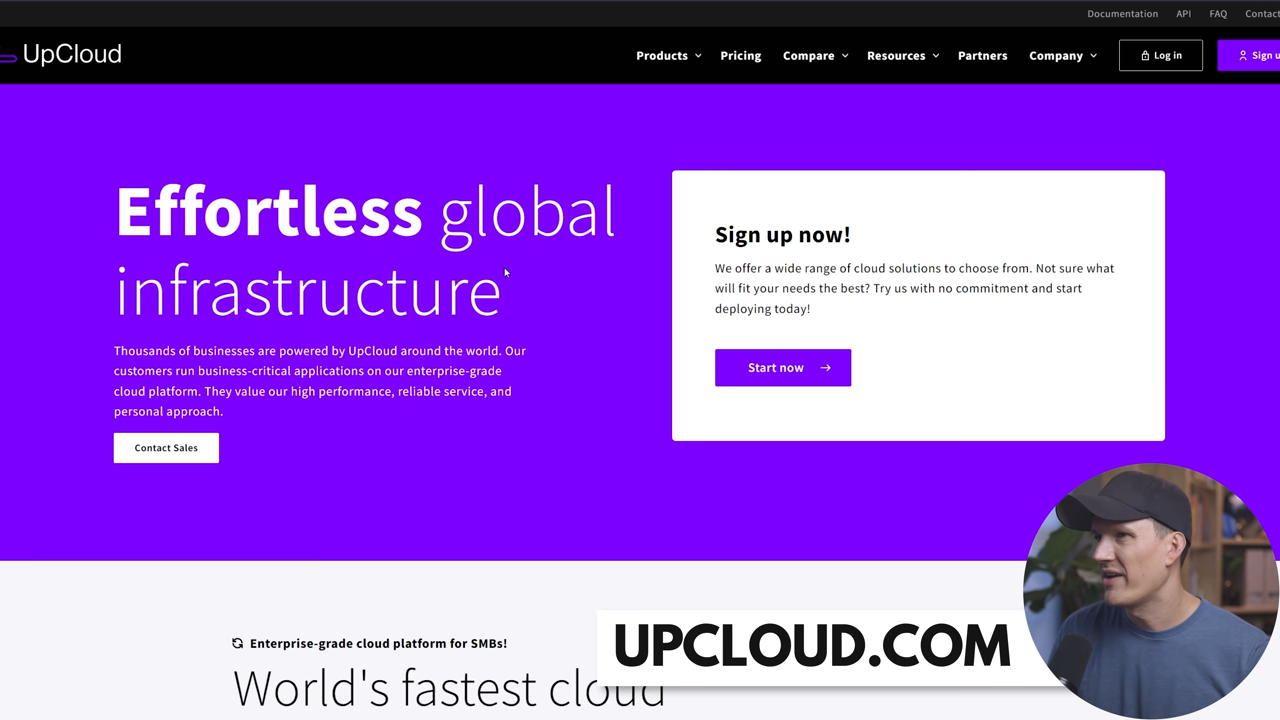 Documentation API FAQ Contact
UpCloud
Products Pricing Compare Resources Partners Company Log in Sign u
Effortless global
infrastructure
Thousands of businesses are powered by UpCloud around the world. Our
customers run business-critical applications on our enterprise-grade
cloud platform. They value our high performance, reliable service, and
personal approach.
Contact Sales
Sign up now!
We offer a wide range of cloud solutions to choose from. Not sure what
will fit your needs the best? Try us with no commitment and start
deploying today!
Start now
Enterprise-grade cloud platform for SMBs!
World's fastest cloud
UPCLOUD.COM